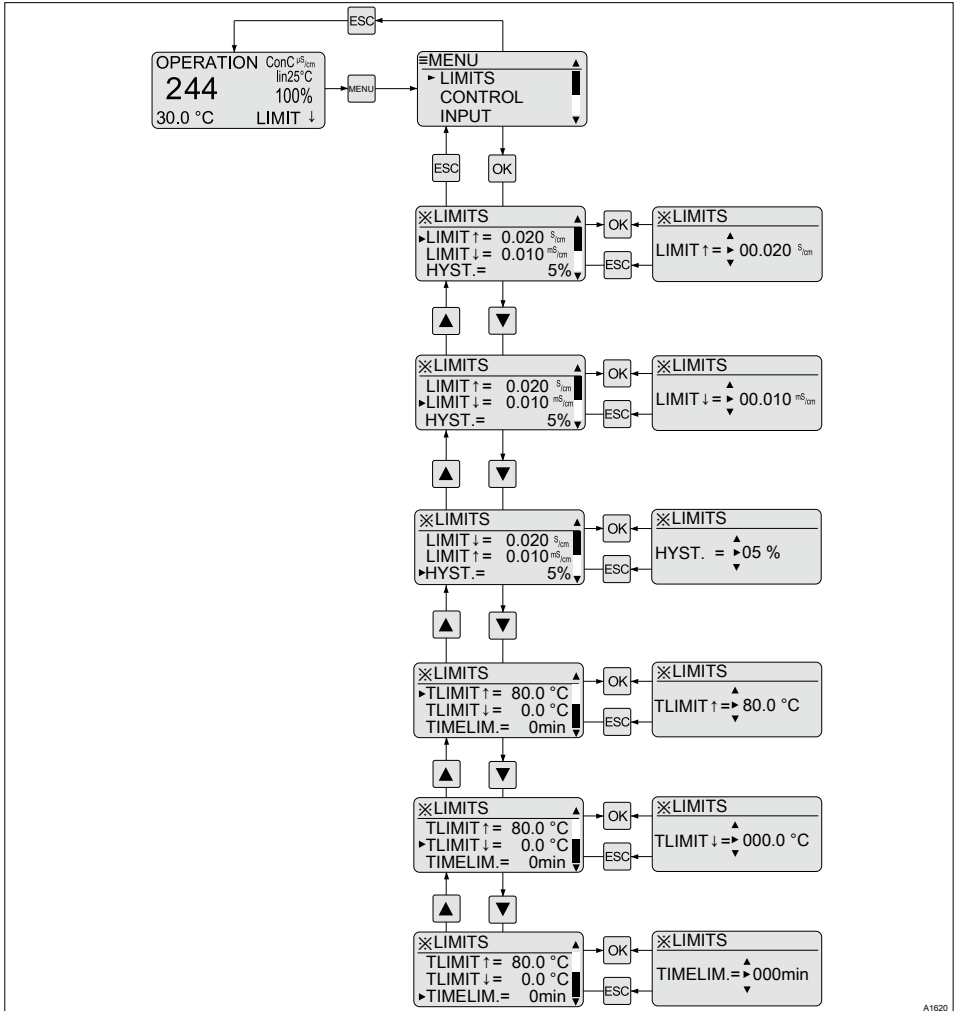 ESC
OPERATION ConC µS/cm
lin25°C
244 100%
30.0 °C LIMIT ↓
MENU
≡MENU ▲
► LIMITS
CONTROL
INPUT ▼
ESC OK
※LIMITS ▲
►LIMIT↑= 0.020 S/cm
LIMIT↓= 0.010 mS/cm
HYST.= 5% ▼
OK
ESC
※LIMITS
▲
LIMIT↑= ► 00.020 S/cm
▼
▲ ▼
※LIMITS ▲
LIMIT↑= 0.020 S/cm
►LIMIT↓= 0.010 mS/cm
HYST.= 5% ▼
OK
ESC
※LIMITS
▲
LIMIT↓= ► 00.010 mS/cm
▼
▲ ▼
※LIMITS ▲
LIMIT↓= 0.020 S/cm
LIMIT↑= 0.010 mS/cm
►HYST.= 5% ▼
OK
ESC
※LIMITS
▲
HYST. = ►05 %
▼
▲ ▼
※LIMITS ▲
►TLIMIT↑= 80.0 °C
TLIMIT↓= 0.0 °C
TIMELIM.= 0min ▼
OK
ESC
※LIMITS
▲
TLIMIT↑=► 80.0 °C
▼
▲ ▼
※LIMITS ▲
TLIMIT↑= 80.0 °C
►TLIMIT↓= 0.0 °C
TIMELIM.= 0min ▼
OK
ESC
※LIMITS
▲
TLIMIT↓=► 000.0 °C
▼
▲ ▼
※LIMITS ▲
TLIMIT↑= 80.0 °C
TLIMIT↓= 0.0 °C
►TIMELIM.= 0min ▼
OK
ESC
※LIMITS
▲
TIMELIM.= ►000min
▼
A1620